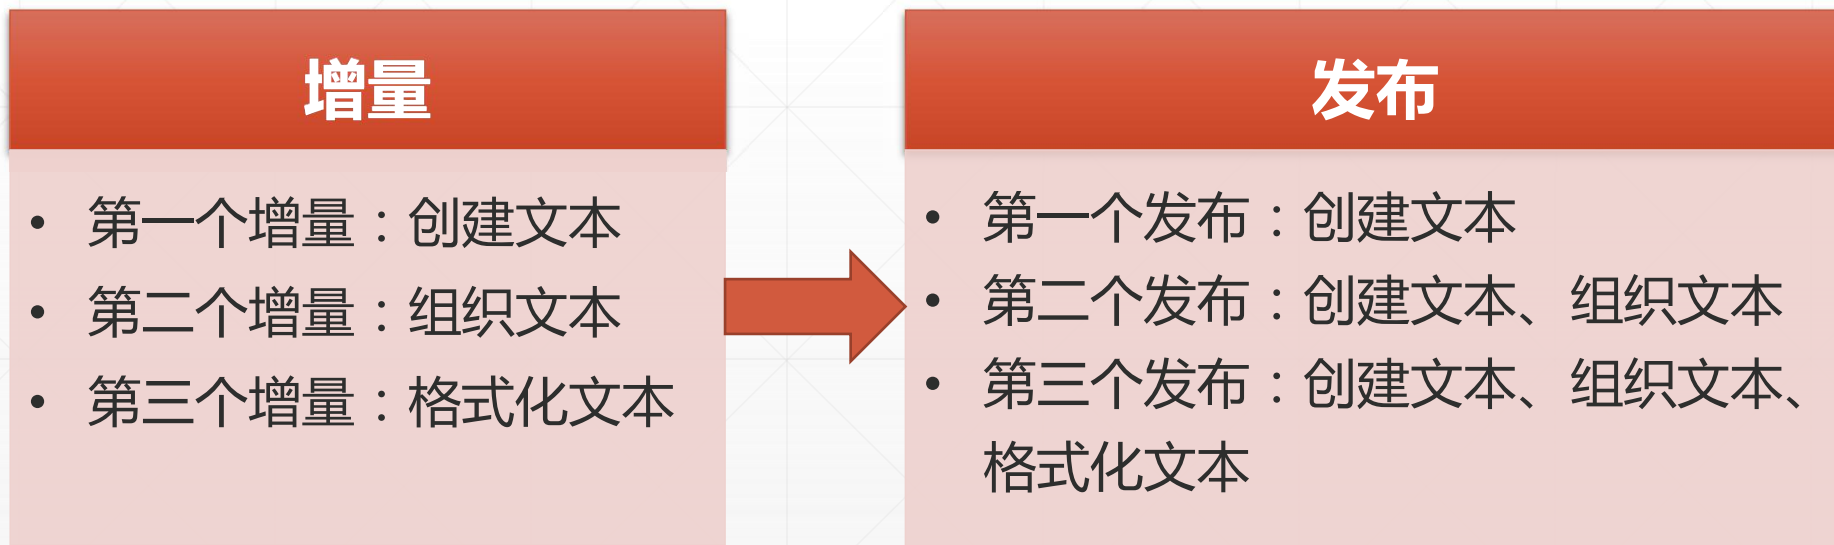 增量
• 第一个增量：创建文本
• 第二个增量：组织文本
• 第三个增量：格式化文本
发布
• 第一个发布：创建文本
• 第二个发布：创建文本、组织文本
• 第三个发布：创建文本、组织文本、
格式化文本